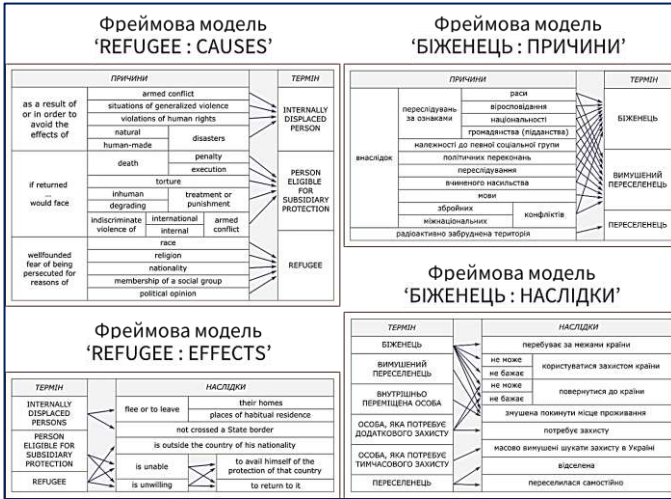 Фреймова модель
'REFUGEE : CAUSES'
ПРИЧИНИ
ТЕРМІН
as a result of
or in order to
avoid the
effects of
armed conflict
situations of generalized violence
violations of human rights
natural
human-made
disasters
INTERNALLY
DISPLACED
PERSON
if returned
...
would face
death
penalty
execution
torture
inhuman
degrading
treatment or
punishment
indiscriminate
violence of
international
internal
armed
conflict
PERSON
ELIGIBLE
FOR
SUBSIDIARY
PROTECTION
wellfounded
fear of being
persecuted for
reasons of
race
religion
nationality
membership of a social group
political opinion
REFUGEE
Фреймова модель
'БІЖЕНЕЦЬ : ПРИЧИНИ'
ПРИЧИНИ
ТЕРМІН
внаслідок
переслідувань
за ознаками
раси
віросповідання
національності
громадянства (підданства)
належності до певної соціальної групи
політичних переконань
переслідування
вчиненого насильства
мови
збройних
міжнаціональних
конфліктів
радіоактивно забруднена територія
БІЖЕНЕЦЬ
ВИМУШЕНИЙ
ПЕРЕСЕЛЕНЕЦЬ
ПЕРЕСЕЛЕНЕЦЬ
Фреймова модель
'REFUGEE : EFFECTS'
ТЕРМІН
НАСЛІДКИ
INTERNALLY
DISPLACED
PERSONS
PERSON
ELIGIBLE FOR
SUBSIDIARY
PROTECTION
REFUGEE
flee or to leave
their homes
places of habitual residence
not crossed a State border
is outside the country of his nationality
is unable
is unwilling
to avail himself of the
protection of that country
to return to it
Фреймова модель
'БІЖЕНЕЦЬ : НАСЛІДКИ'
ТЕРМІН
НАСЛІДКИ
БІЖЕНЕЦЬ
ВИМУШЕНИЙ
ПЕРЕСЕЛЕНЕЦЬ
ВНУТРІШНЬО
ПЕРЕМІЩЕНА ОСОБА
ОСОБА, ЯКА ПОТРЕБУЄ
ДОДАТКОВОГО ЗАХИСТУ
ОСОБА, ЯКА ПОТРЕБУЄ
ТИМЧАСОВОГО ЗАХИСТУ
ПЕРЕСЕЛЕНЕЦЬ
перебуває за межами країни
не може
не бажає
користуватися захистом країни
не може
не бажає
повернутися до країни
змушена покинути місце проживання
потребує захисту
масово вимушені шукати захисту в Україні
відселена
переселилася самостійно